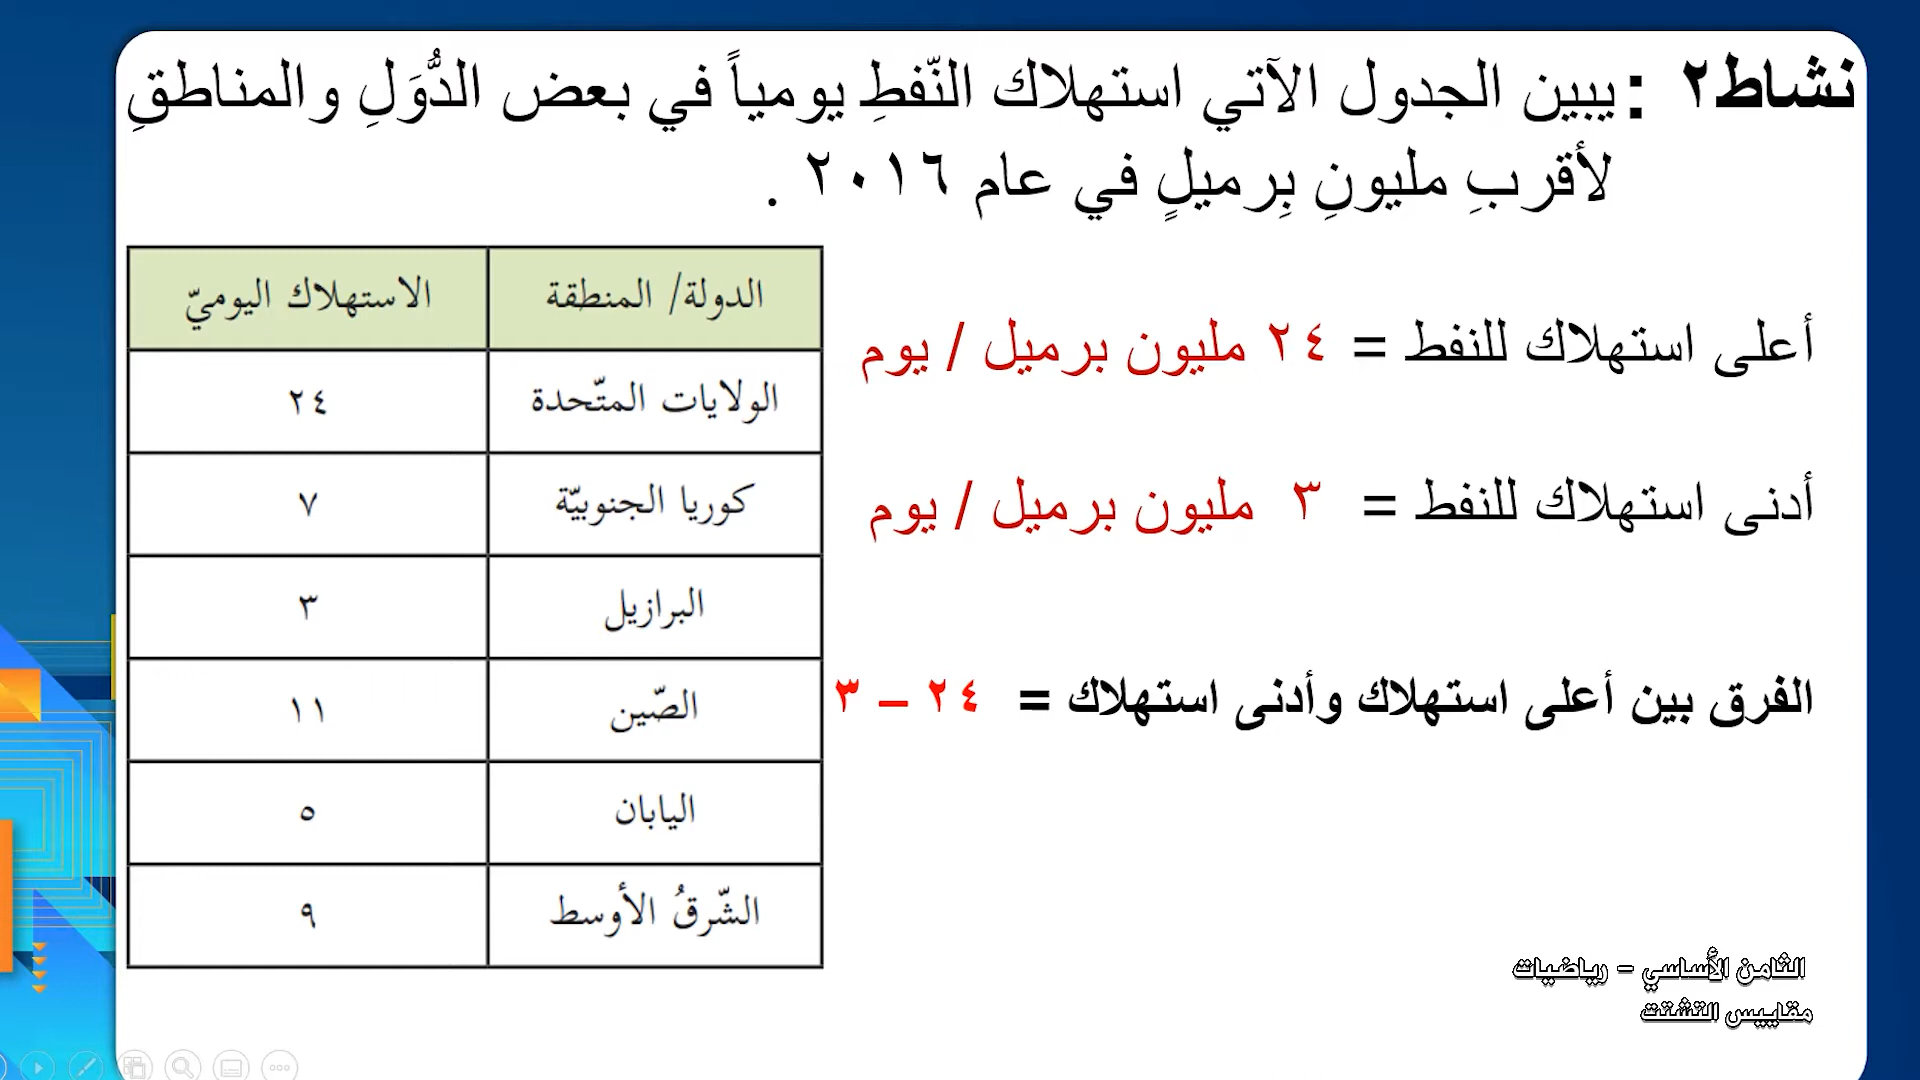 نشاط٢ : يبين الجدول الآتي استهلاك النّفطِ يومياً في بعض الدُّوَلِ والمناطقِ
لأقربِ مليونِ بِرميلٍ في عام ٢٠١٦ .
الدولة/ المنطقة الاستهلاك اليوميّ
الولايات المتّحدة ٢٤
كوريا الجنوبيّة ٧
البرازيل ٣
الصّين ١١
اليابان ٥
الشّرقُ الأوسط ٩
أعلى استهلاك للنفط = ٢٤ مليون برميل / يوم
أدنى استهلاك للنفط = ٣ مليون برميل / يوم
الفرق بين أعلى استهلاك وأدنى استهلاك = ٢٤ – ٣
الثامن الأساسي – رياضيات
مقاييس التشتت